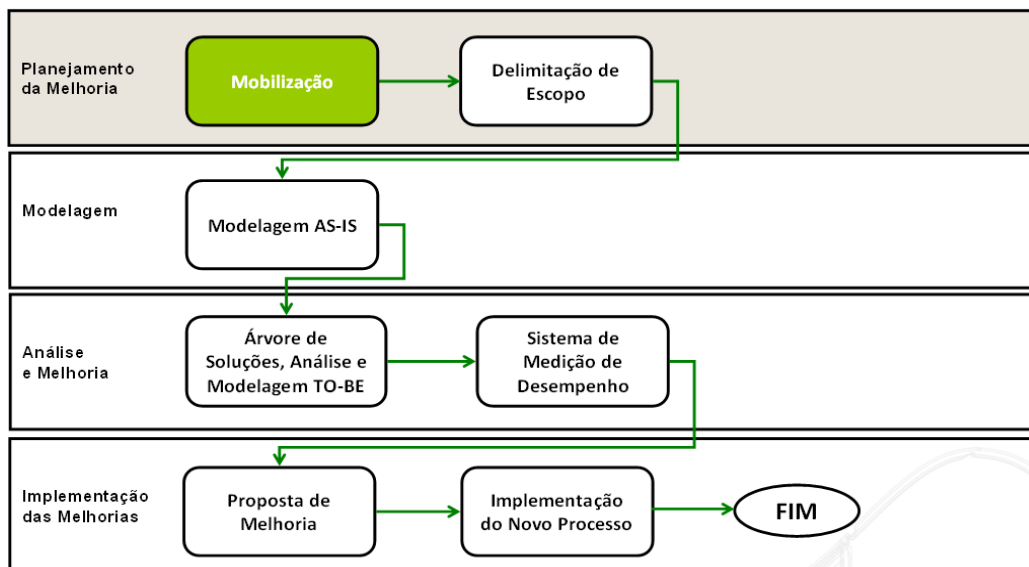 Planejamento
da Melhoria
Mobilização
Delimitação de
Escopo
Modelagem
Modelagem AS-IS
Análise
e Melhoria
Árvore de
Soluções, Análise e
Modelagem TO-BE
Sistema de
Medição de
Desempenho
Implementação
das Melhorias
Proposta de
Melhoria
Implementação
do Novo Processo
FIM